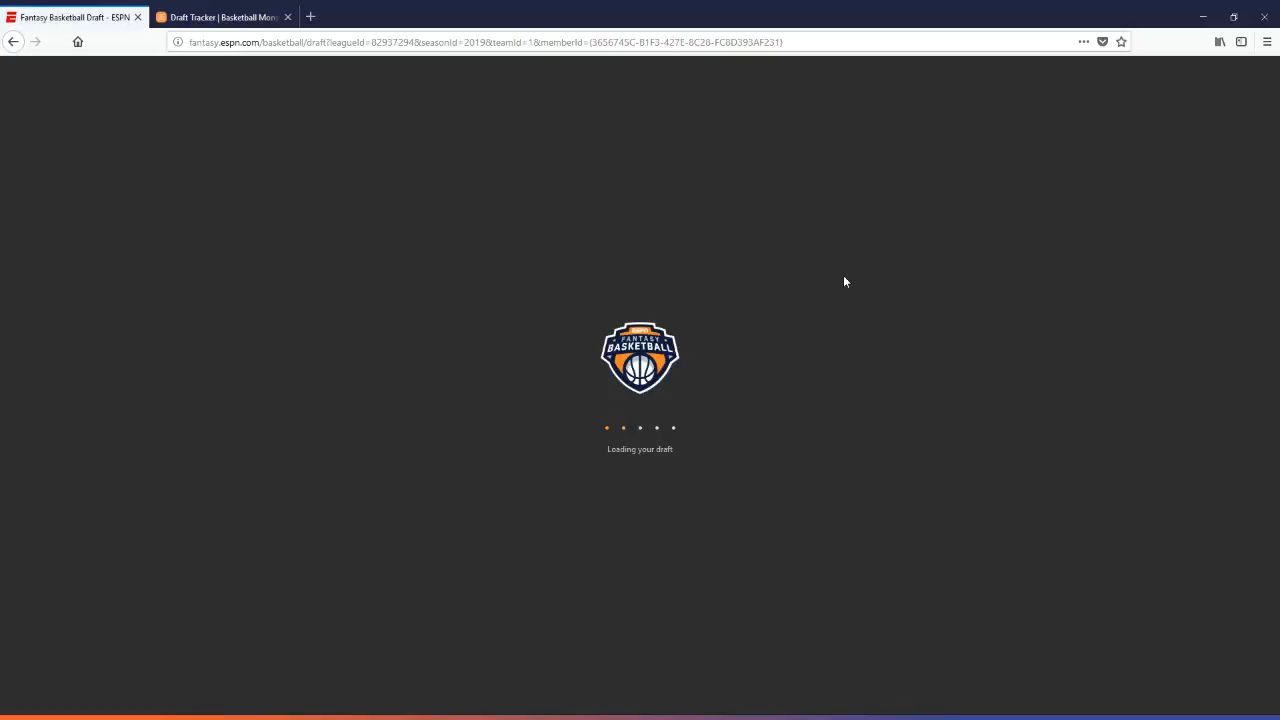 Fantasy Basketball Draft - ESPN
Draft Tracker | Basketball Mon
fantasy.espn.com/basketball/draft?leagueId=82937294&seasonId=2019&teamId=1&memberId={3656745C-B1F3-427E-8C28-FC8D393AF231}
ESPN
FANTASY
BASKETBALL
Loading your draft